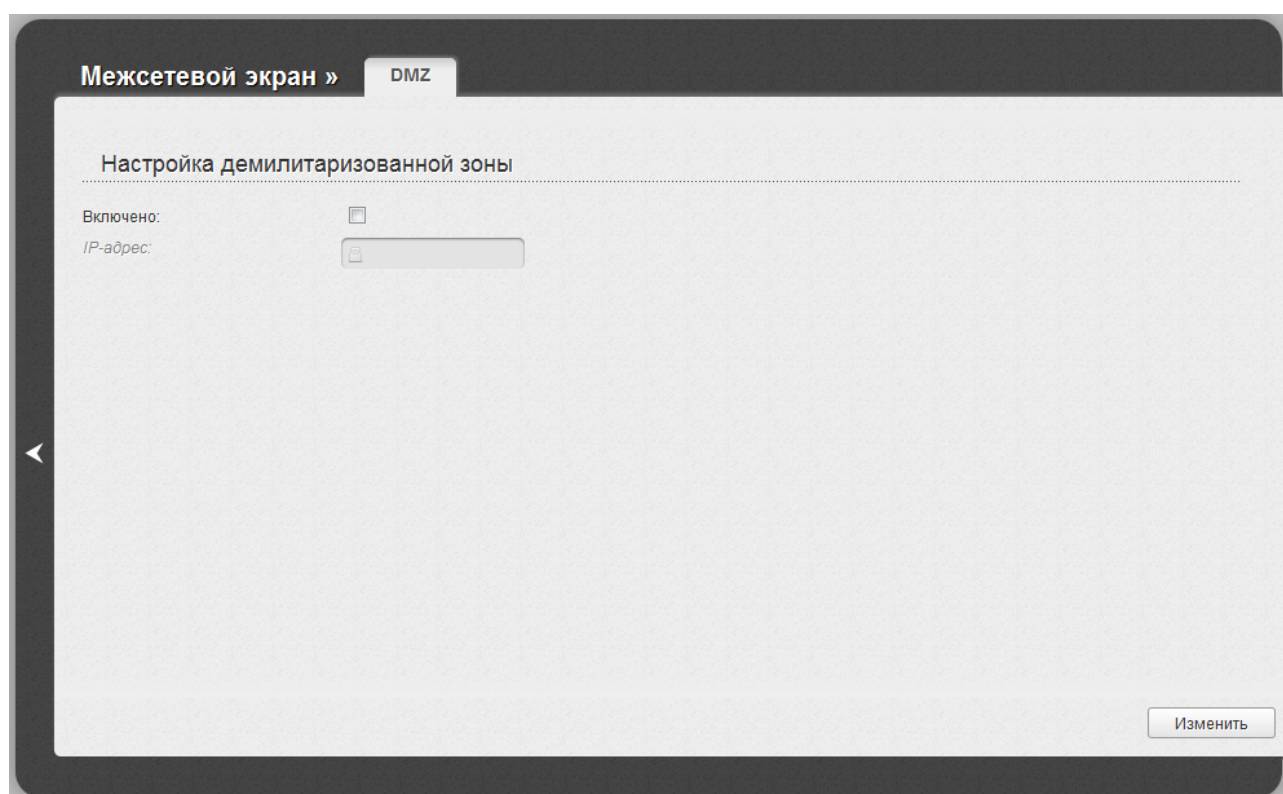 Межсетевой экран » DMZ
Настройка демилитаризованной зоны
Включено:
IP-адрес:
Изменить